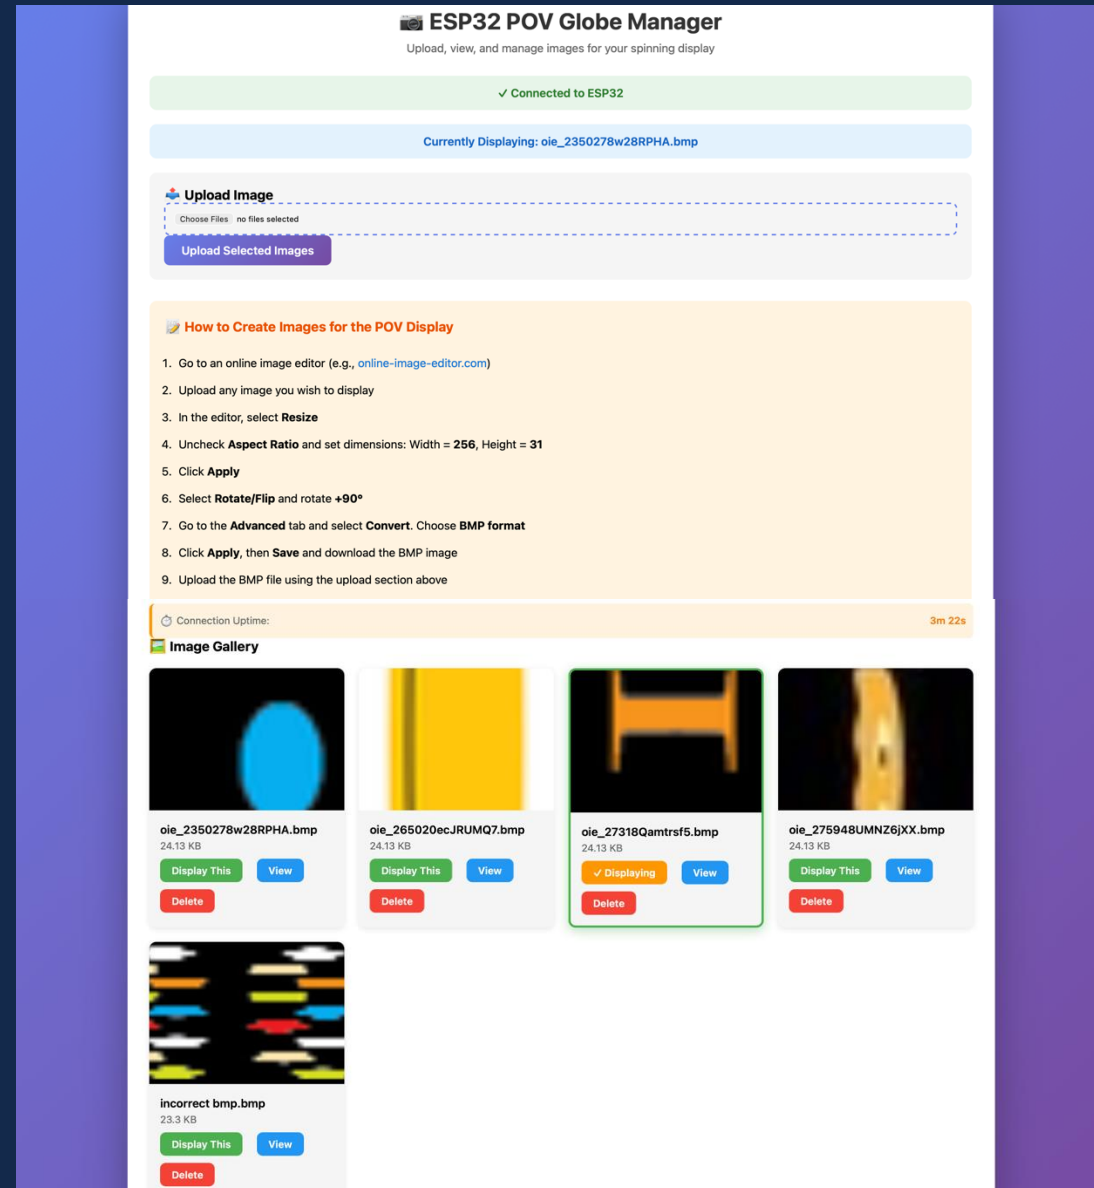 📷 ESP32 POV Globe Manager
Upload, view, and manage images for your spinning display
✓ Connected to ESP32
Currently Displaying: oie_2350278w28RPHA.bmp
📤 Upload Image
Choose Files no files selected
Upload Selected Images
📝 How to Create Images for the POV Display
1. Go to an online image editor (e.g., online-image-editor.com)
2. Upload any image you wish to display
3. In the editor, select Resize
4. Uncheck Aspect Ratio and set dimensions: Width = 256, Height = 31
5. Click Apply
6. Select Rotate/Flip and rotate +90°
7. Go to the Advanced tab and select Convert. Choose BMP format
8. Click Apply, then Save and download the BMP image
9. Upload the BMP file using the upload section above
⏱️ Connection Uptime: 3m 22s
🖼️ Image Gallery
oie_2350278w28RPHA.bmp
24.13 KB
Display This View
Delete
oie_265020ecJRUMQ7.bmp
24.13 KB
Display This View
Delete
oie_27318Qamtrsf5.bmp
24.13 KB
✓ Displaying View
Delete
oie_275948UMNZ6jXX.bmp
24.13 KB
Display This View
Delete
incorrect bmp.bmp
23.3 KB
Display This View
Delete